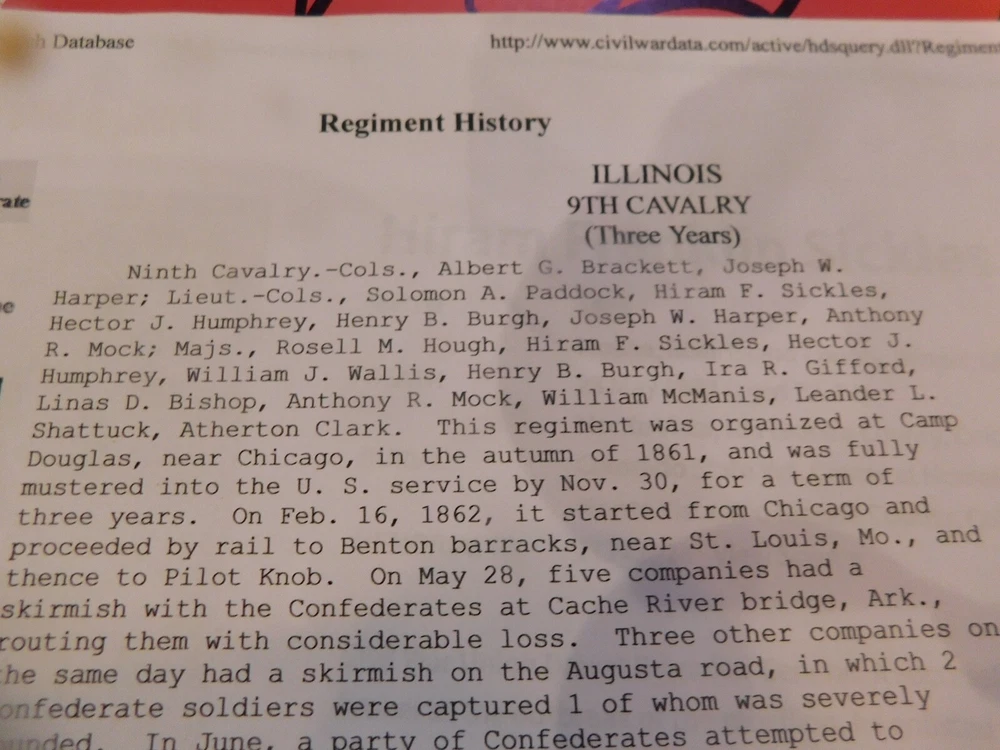 Database
http://www.civilwardata.com/active/hdsquery.dll?Regiment
Regiment History
ILLINOIS
9TH CAVALRY
(Three Years)
Ninth Cavalry.-Cols., Albert G. Brackett, Joseph W.
Harper; Lieut.-Cols., Solomon A. Paddock, Hiram F. Sickles,
Hector J. Humphrey, Henry B. Burgh, Joseph W. Harper, Anthony
R. Mock; Majs., Rosell M. Hough, Hiram F. Sickles, Hector J.
Humphrey, William J. Wallis, Henry B. Burgh, Ira R. Gifford,
Linas D. Bishop, Anthony R. Mock, William McManis, Leander L.
Shattuck, Atherton Clark. This regiment was organized at Camp
Douglas, near Chicago, in the autumn of 1861, and was fully
mustered into the U. S. service by Nov. 30, for a term of
three years. On Feb. 16, 1862, it started from Chicago and
proceeded by rail to Benton barracks, near St. Louis, Mo., and
thence to Pilot Knob. On May 28, five companies had a
skirmish with the Confederates at Cache River bridge, Ark.,
routing them with considerable loss. Three other companies on
he same day had a skirmish on the Augusta road, in which 2
onfederate soldiers were captured 1 of whom was severely
ounded. In June, a party of Confederates attempted to